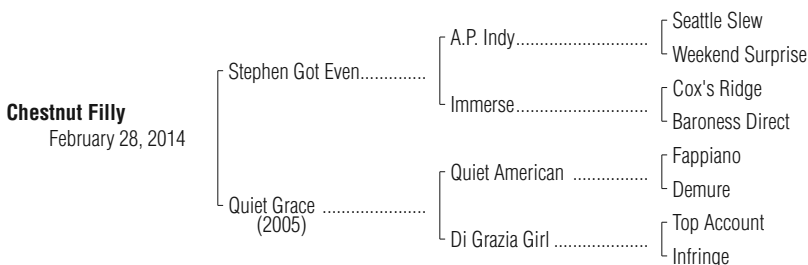 Chestnut Filly
February 28, 2014
Stephen Got Even..............
Quiet Grace ......................
(2005)
A.P. Indy............................
Immerse............................
Quiet American ................
Di Grazia Girl ....................
Seattle Slew
Weekend Surprise
Cox's Ridge
Baroness Direct
Fappiano
Demure
Top Account
Infringe